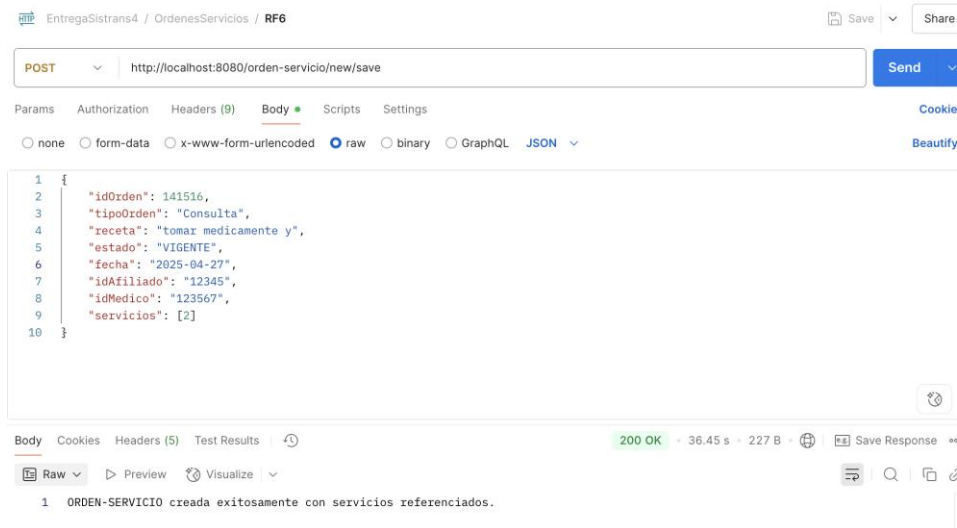 HTTP EntregaSistrans4 / OrdenesServicios / RF6 Save Share
POST http://localhost:8080/orden-servicio/new/save Send
Params Authorization Headers (9) Body Scripts Settings Cookie
none form-data x-www-form-urlencoded raw binary GraphQL JSON Beautify
1 {
2 "idOrden": 141516,
3 "tipoOrden": "Consulta",
4 "receta": "tomar medicamente y",
5 "estado": "VIGENTE",
6 "fecha": "2025-04-27",
7 "idAfiliado": "12345",
8 "idMedico": "123567",
9 "servicios": [2]
10 }
Body Cookies Headers (5) Test Results 200 OK • 36.45 s • 227 B • e.g. Save Response
Raw Preview Visualize
1 ORDEN-SERVICIO creada exitosamente con servicios referenciados.